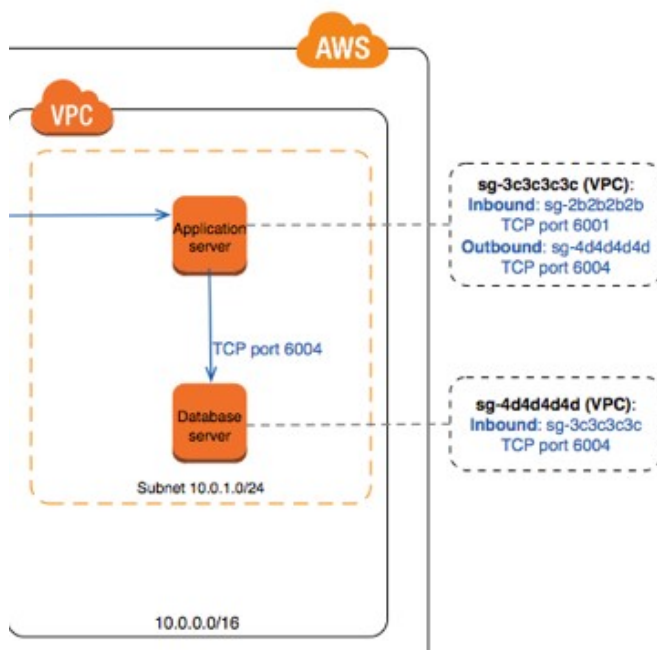 AWS
VPC
Application
server
TCP port 6004
Database
server
Subnet 10.0.1.0/24
10.0.0.0/16
sg-3c3c3c3c (VPC):
Inbound: sg-2b2b2b2b
TCP port 6001
Outbound: sg-4d4d4d4d
TCP port 6004
sg-4d4d4d4d (VPC):
Inbound: sg-3c3c3c3c
TCP port 6004